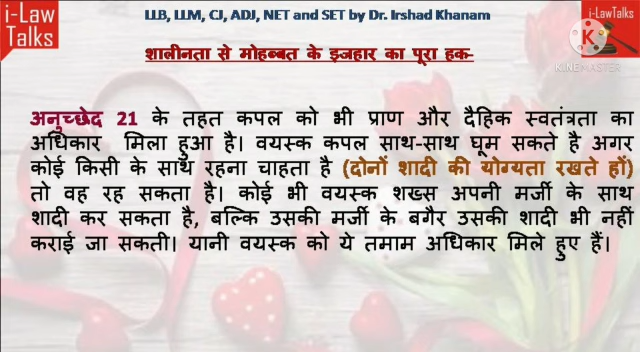 i-Law
Talks
LLB, LLM, CJ, ADJ, NET and SET by Dr. Irshad Khanam
i-LawTalks
K
KINEMASTER
शालीनता से मोहब्बत के इजहार का पूरा हक-
अनुच्छेद 21 के तहत कपल को भी प्राण और दैहिक स्वतंत्रता का
अधिकार मिला हुआ है। वयस्क कपल साथ-साथ घूम सकते है अगर
कोई किसी के साथ रहना चाहता है (दोनों शादी की योग्यता रखते हों)
तो वह रह सकता है। कोई भी वयस्क शख्स अपनी मर्जी के साथ
शादी कर सकता है, बल्कि उसकी मर्जी के बगैर उसकी शादी भी नहीं
कराई जा सकती। यानी वयस्क को ये तमाम अधिकार मिले हुए हैं।